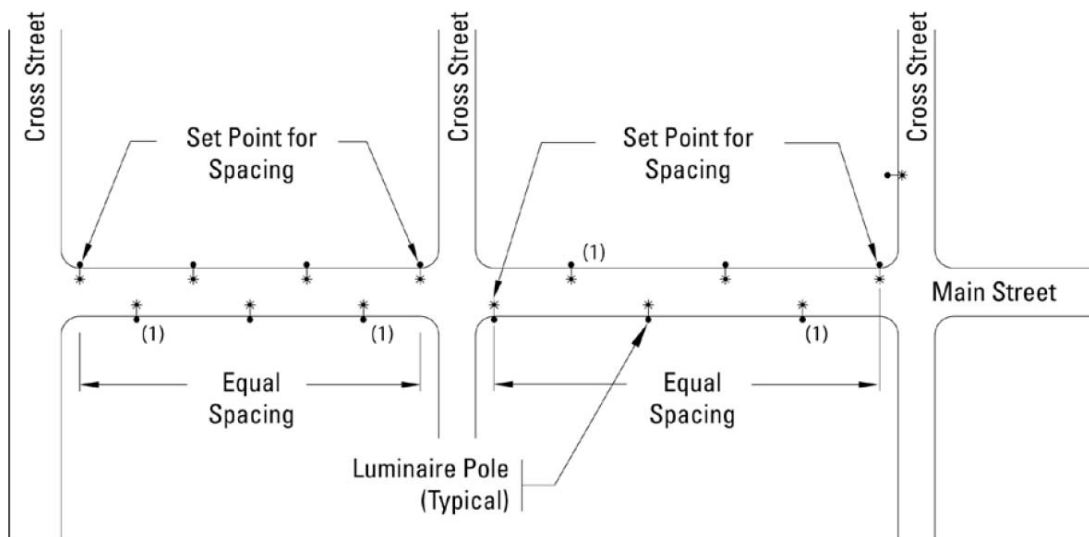 Cross Street
Cross Street
Cross Street
Set Point for
Spacing
Set Point for
Spacing
(1)
Main Street
(1)
(1)
(1)
Equal
Spacing
Equal
Spacing
Luminaire Pole
(Typical)